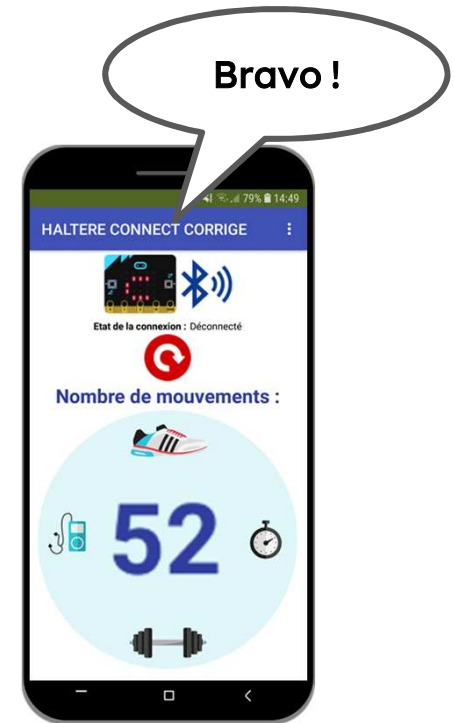 Bravo !
79% 14:49
HALTERE CONNECT CORRIGE
Etat de la connexion : Déconnecté
Nombre de mouvements :
52